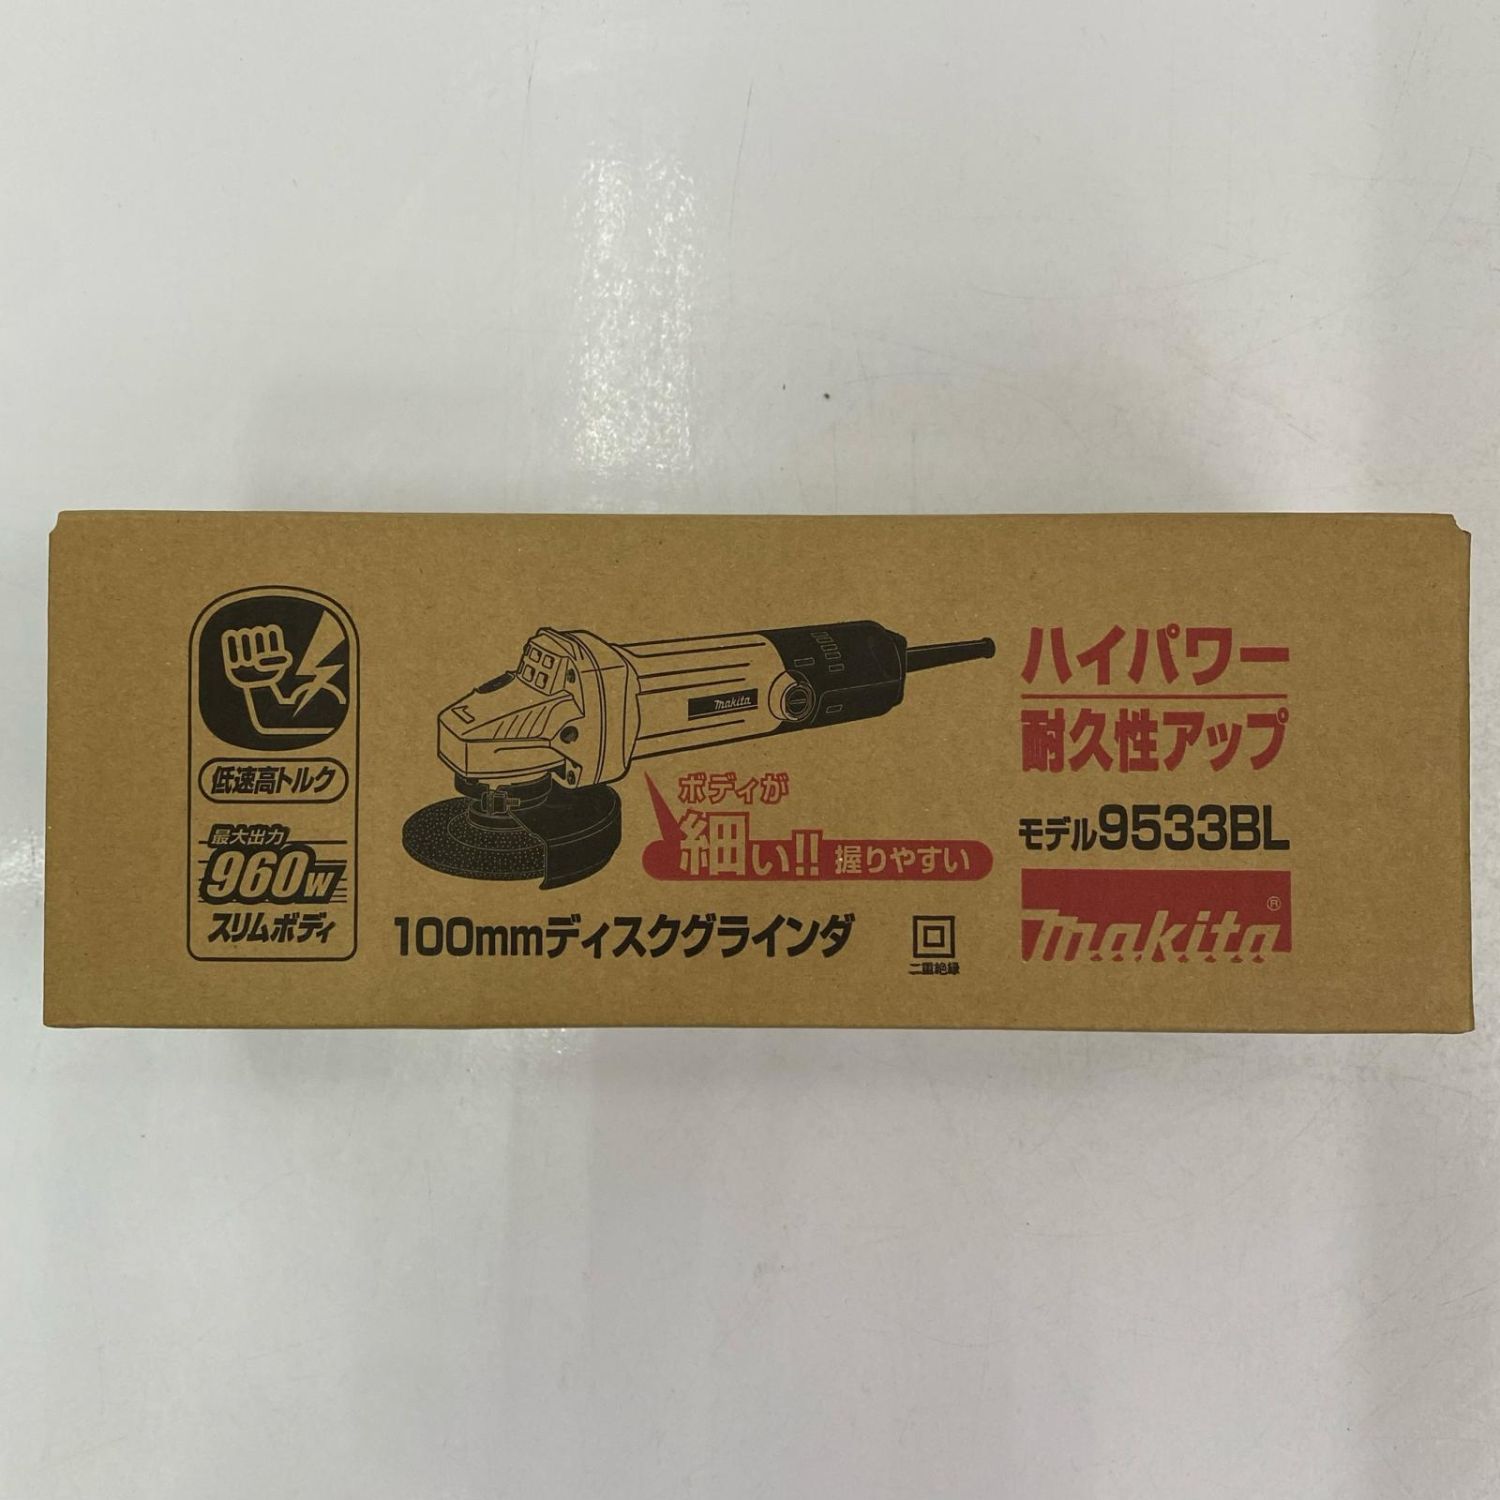 低速高トルク
最大出力
960W
スリムボディ
makita
ボディが
細い!! 握りやすい
100mmディスクグラインダ
二重絶縁
ハイパワー
耐久性アップ
モデル9533BL
makita®